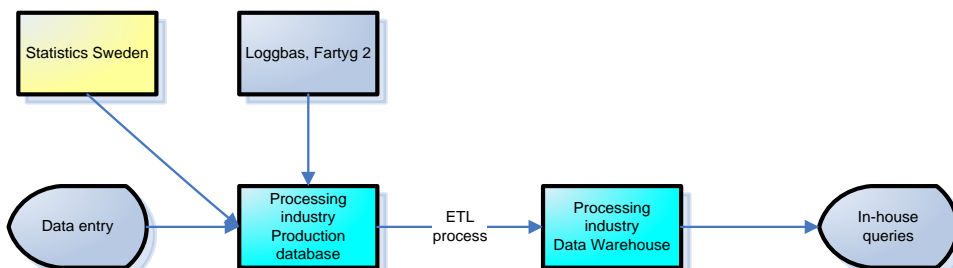 Statistics Sweden
Loggbas, Fartyg 2
Data entry
Processing
industry
Production
database
ETL
process
Processing
industry
Data Warehouse
In-house
queries